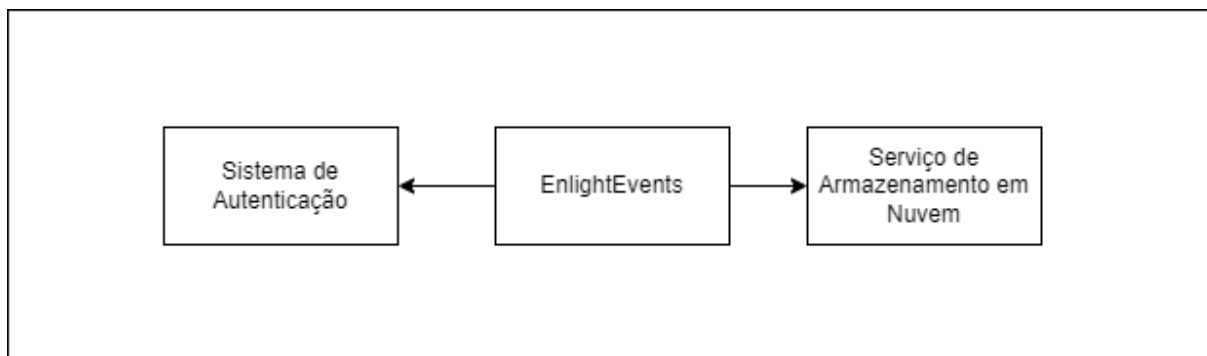 Sistema de
Autenticação
EnlightEvents
Serviço de
Armazenamento em
Nuvem